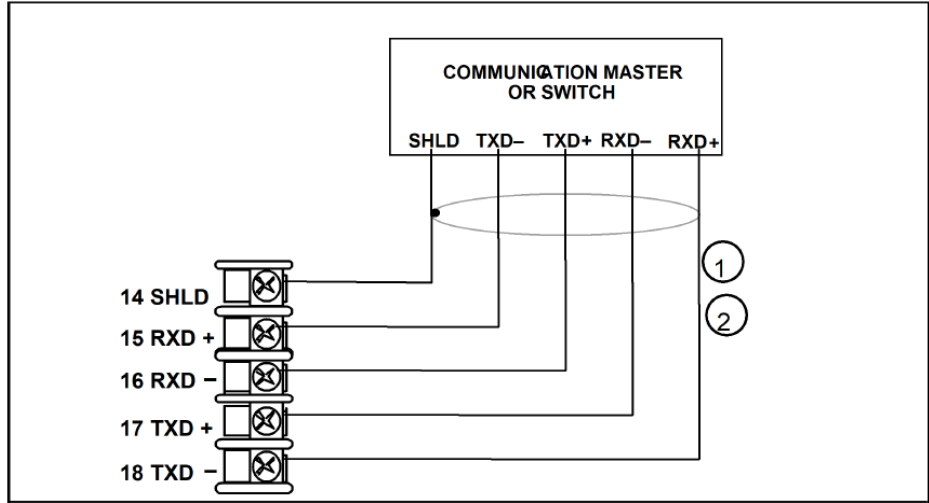 COMMUNICATION MASTER
OR SWITCH
SHLD TXD– TXD+ RXD– RXD+
1
14 SHLD
2
15 RXD +
16 RXD –
17 TXD +
18 TXD –